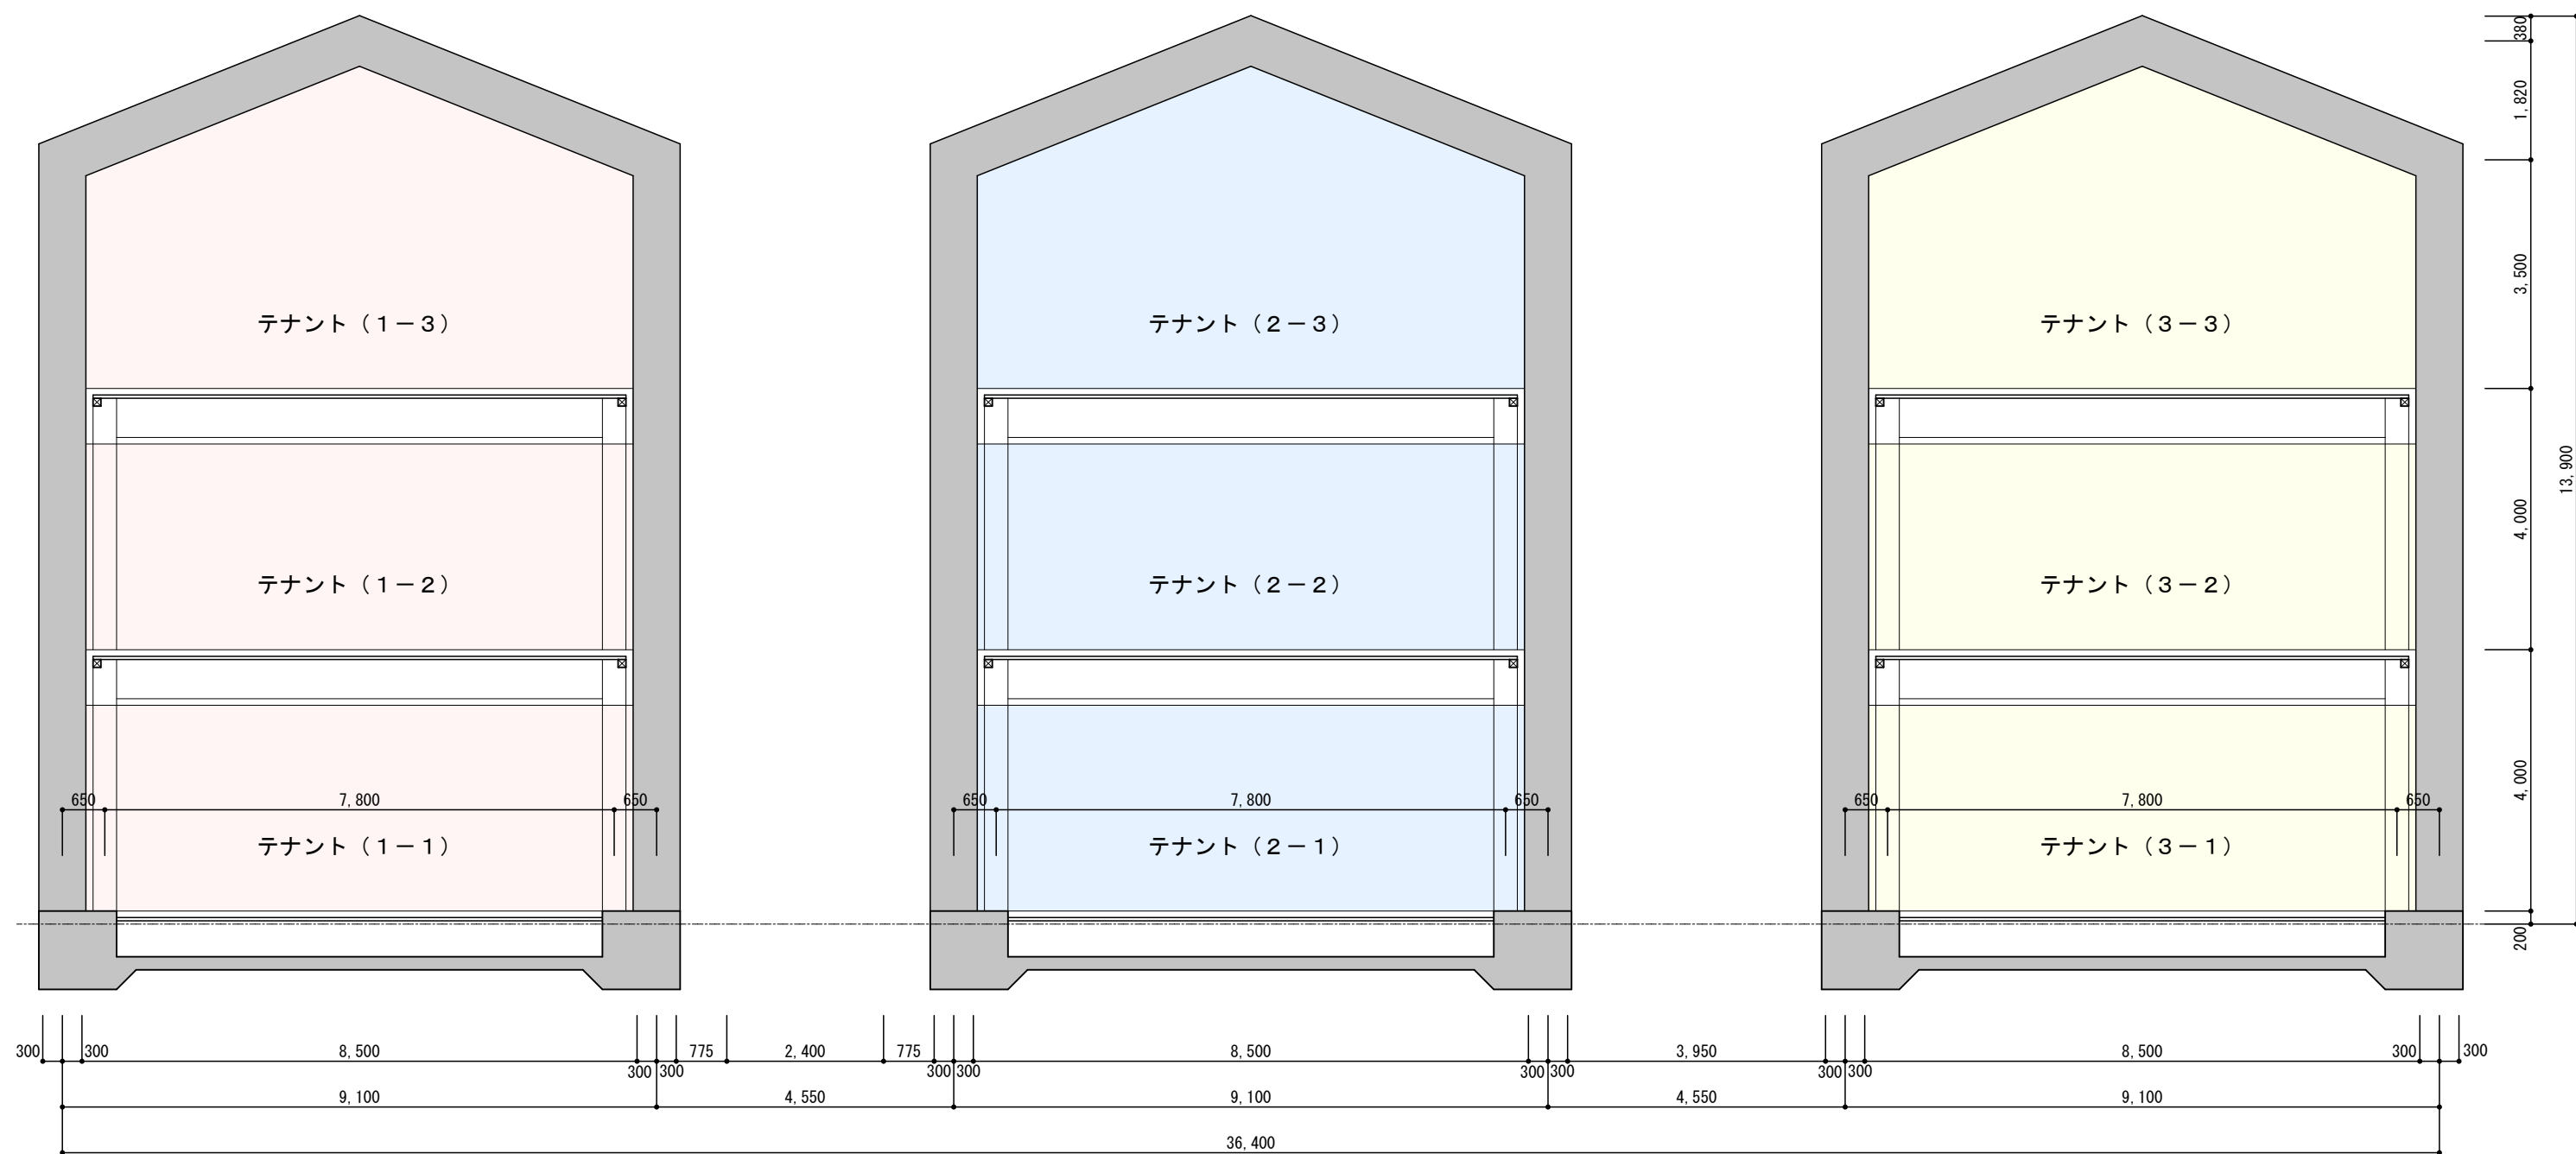 380
1,820
3,500
13,900
4,000
4,000
200
テナント（１－３） テナント（２－３） テナント（３－３）
テナント（１－２） テナント（２－２） テナント（３－２）
650 7,800 650 650 7,800 650 650 7,800 650
テナント（１－１） テナント（２－１） テナント（３－１）
300 300 8,500 775 2,400 775 8,500 3,950 8,500 300 300
300 300 300 300 300 300 300 300
9,100 4,550 9,100 4,550 9,100
36,400